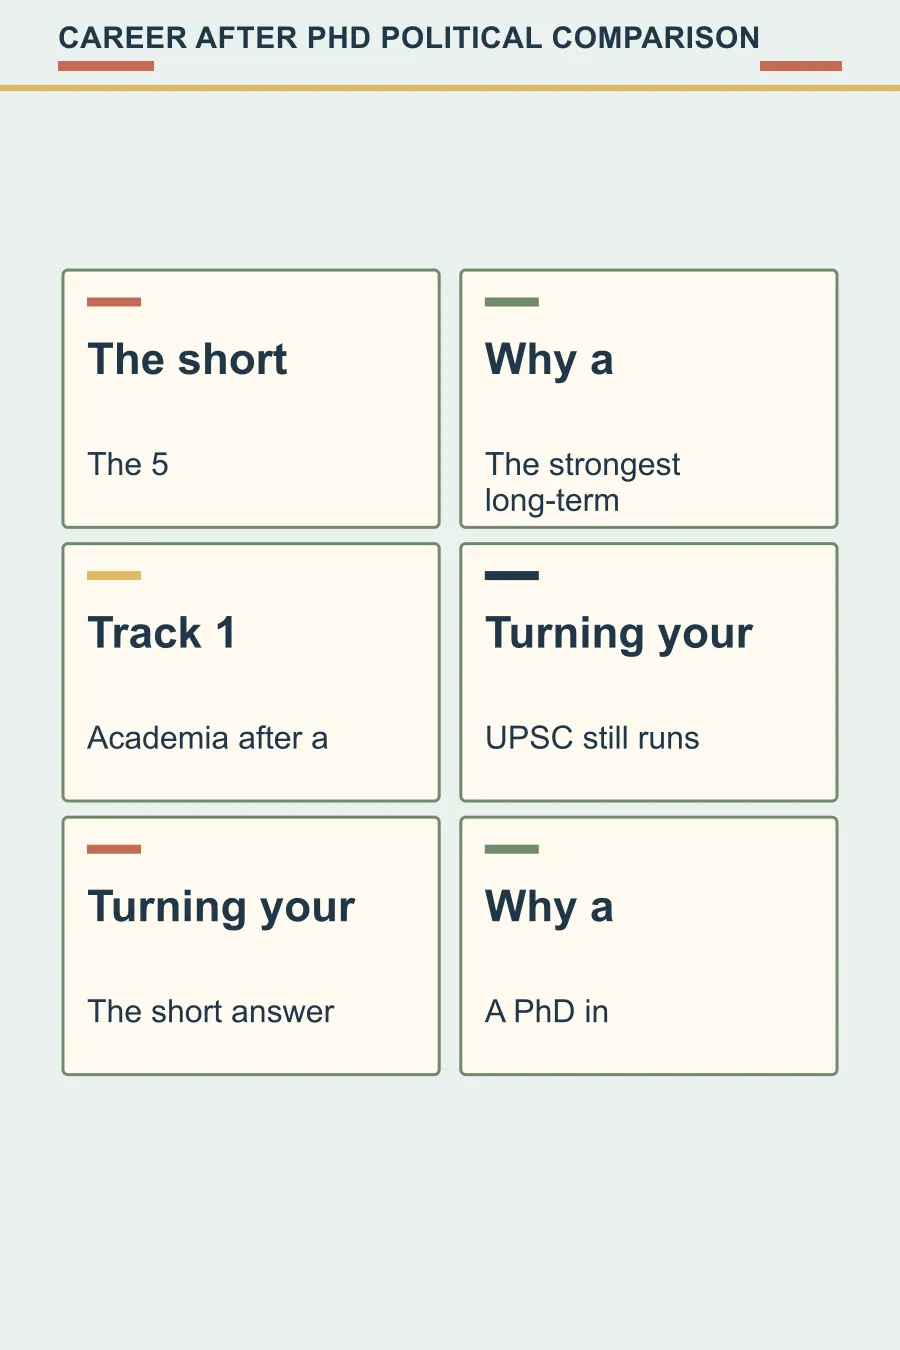 CAREER AFTER PHD POLITICAL COMPARISON
The short
The 5
Why a
The strongest
long-term
Track 1
Academia after a
Turning your
UPSC still runs
Turning your
The short answer
Why a
A PhD in